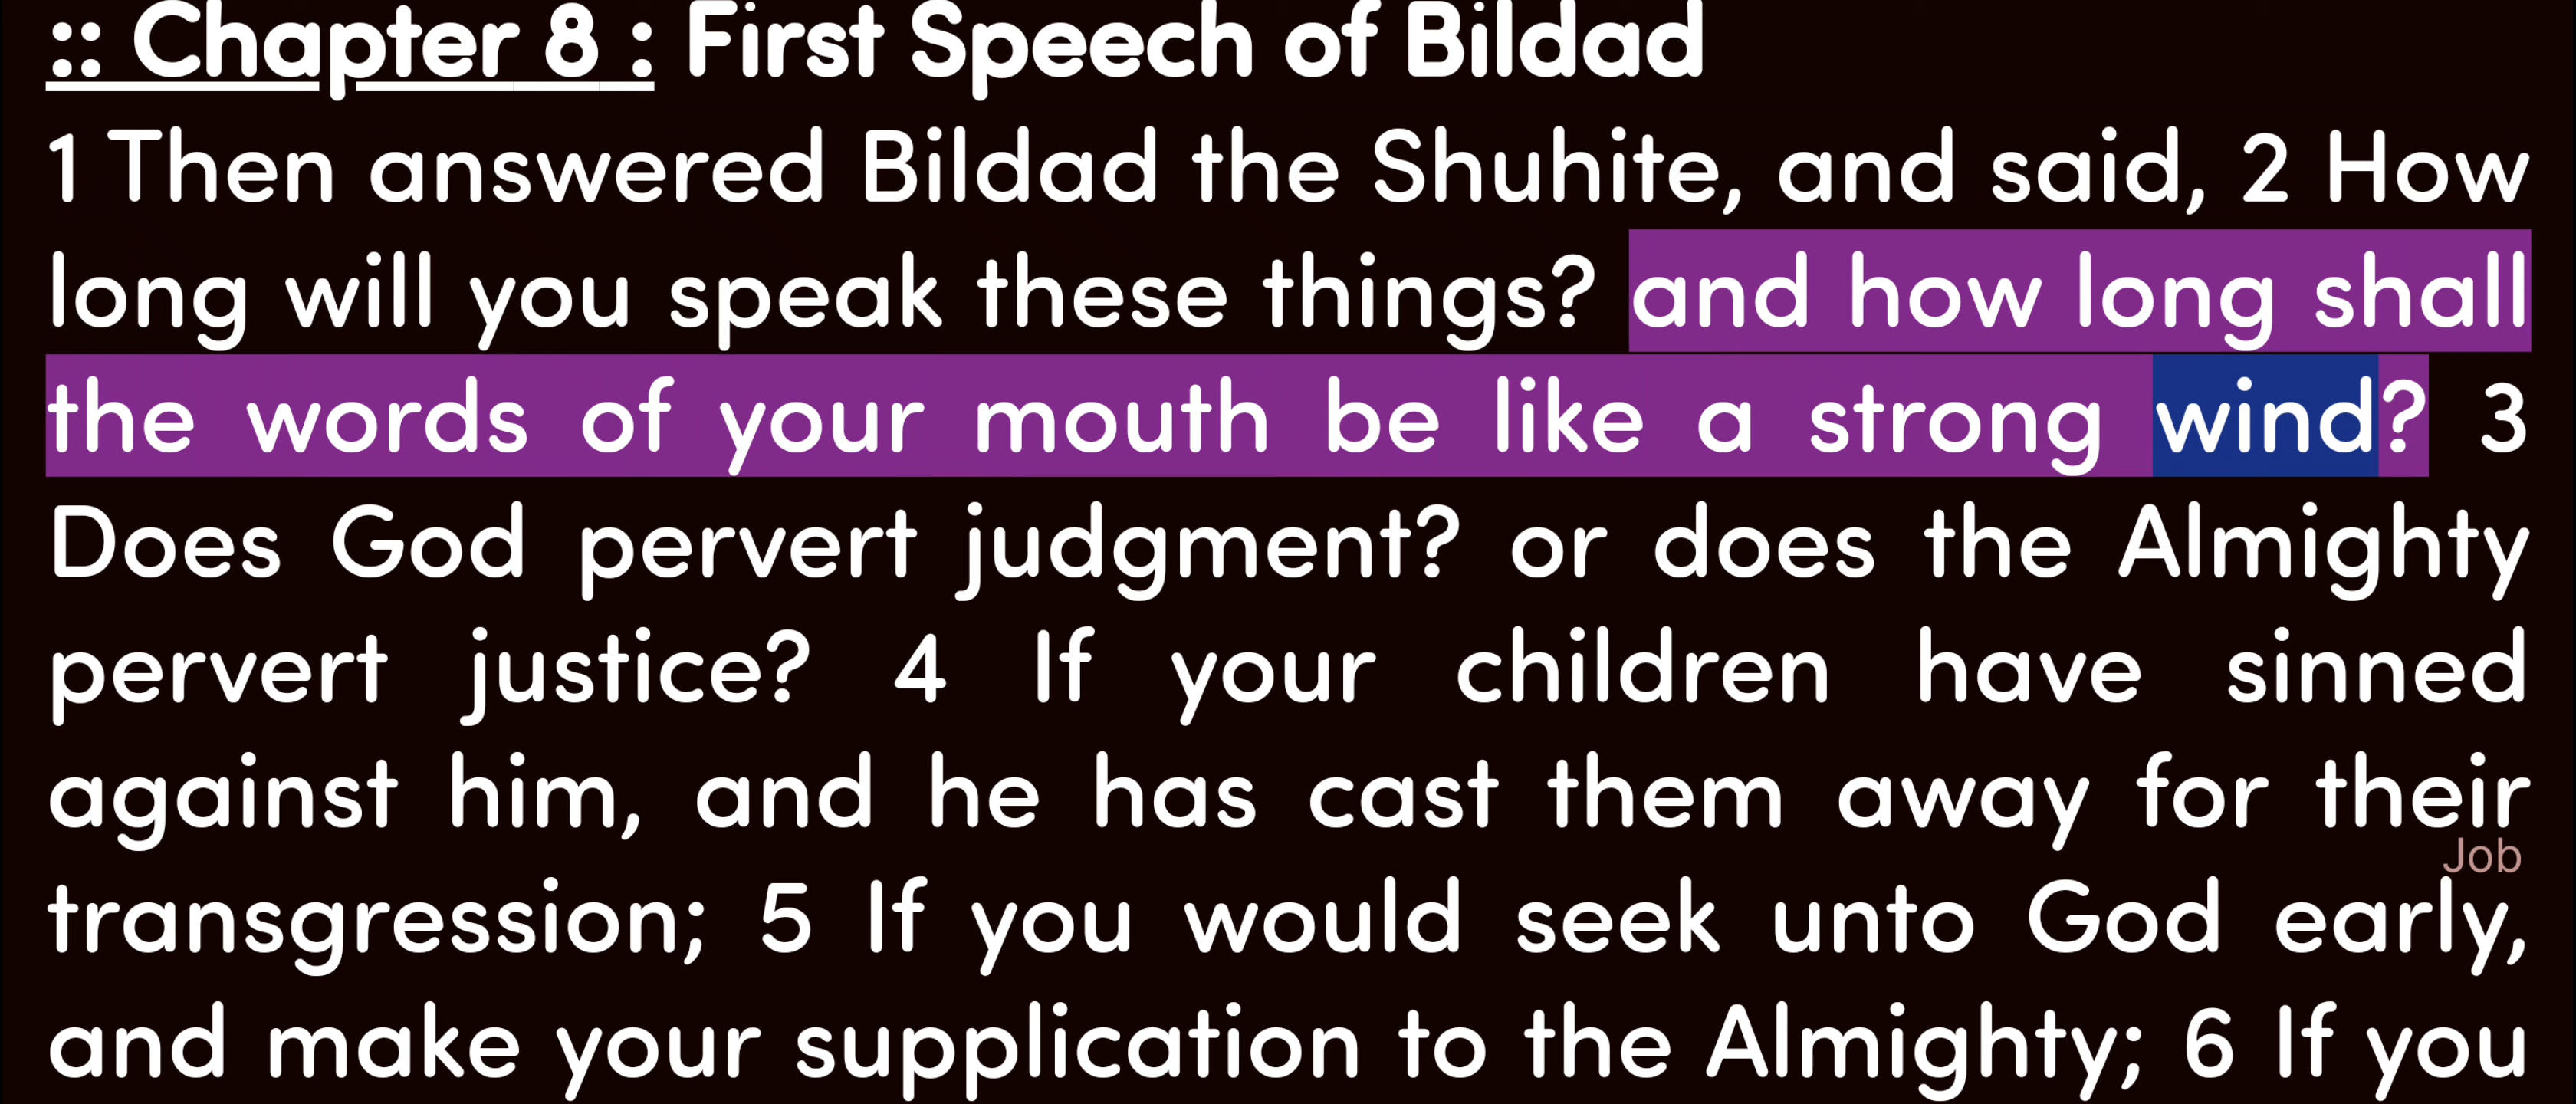 :: Chapter 8 : First Speech of Bildad
1 Then answered Bildad the Shuhite, and said, 2 How
long will you speak these things? and how long shall
the words of your mouth be like a strong wind? 3
Does God pervert judgment? or does the Almighty
pervert justice? 4 If your children have sinned
against him, and he has cast them away for their
Job
transgression; 5 If you would seek unto God early,
and make your supplication to the Almighty; 6 If you